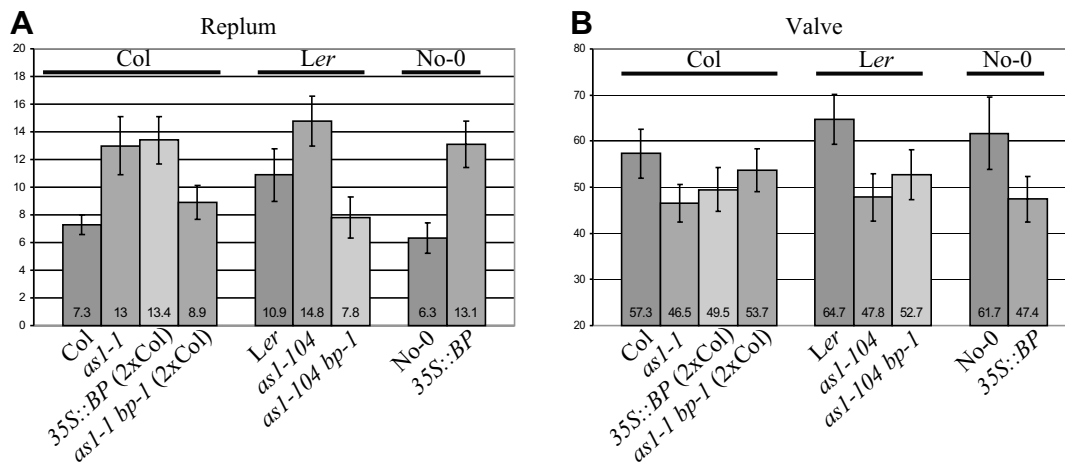 A
Replum
Col
Ler
No-0
20
18
16
14
12
10
8
6
4
2
0
7.3
13
13.4
8.9
10.9
14.8
7.8
6.3
13.1
Col
as1-1
35S::BP (2xCol)
as1-1 bp-1 (2xCol)
Ler
as1-104
as1-104 bp-1
No-0
35S::BP
B
Valve
Col
Ler
No-0
80
70
60
50
40
30
20
57.3
46.5
49.5
53.7
64.7
47.8
52.7
61.7
47.4
Col
as1-1
35S::BP (2xCol)
as1-1 bp-1 (2xCol)
Ler
as1-104
as1-104 bp-1
No-0
35S::BP